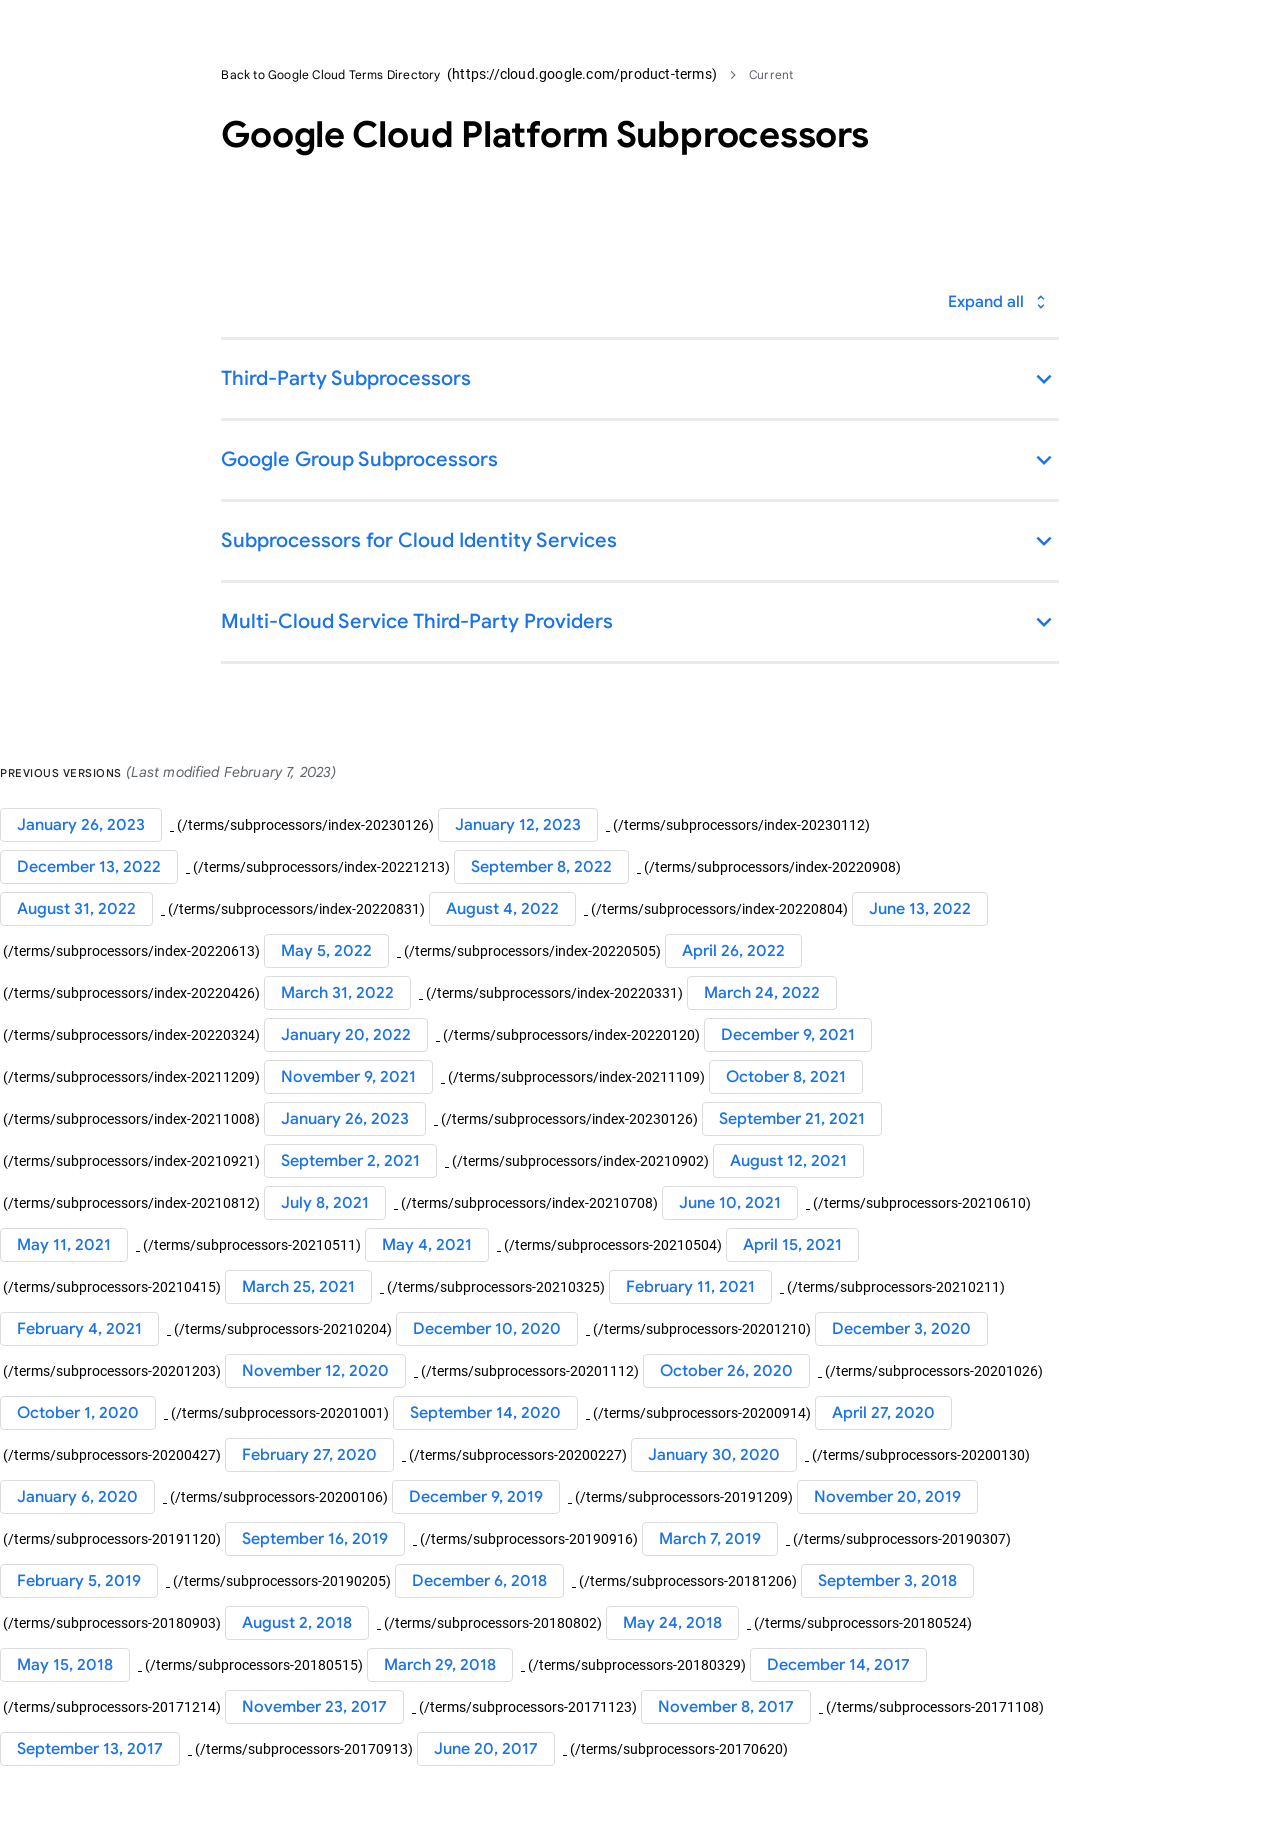 Back to Google Cloud Terms Directory (https://cloud.google.com/product-terms) > Current
Google Cloud Platform Subprocessors
Expand all
Third-Party Subprocessors
Google Group Subprocessors
Subprocessors for Cloud Identity Services
Multi-Cloud Service Third-Party Providers
PREVIOUS VERSIONS (Last modified February 7, 2023)
January 26, 2023 (/terms/subprocessors/index-20230126) January 12, 2023 (/terms/subprocessors/index-20230112)
December 13, 2022 (/terms/subprocessors/index-20221213) September 8, 2022 (/terms/subprocessors/index-20220908)
August 31, 2022 (/terms/subprocessors/index-20220831) August 4, 2022 (/terms/subprocessors/index-20220804) June 13, 2022
(/terms/subprocessors/index-20220613) May 5, 2022 (/terms/subprocessors/index-20220505) April 26, 2022
(/terms/subprocessors/index-20220426) March 31, 2022 (/terms/subprocessors/index-20220331) March 24, 2022
(/terms/subprocessors/index-20220324) January 20, 2022 (/terms/subprocessors/index-20220120) December 9, 2021
(/terms/subprocessors/index-20211209) November 9, 2021 (/terms/subprocessors/index-20211109) October 8, 2021
(/terms/subprocessors/index-20211008) January 26, 2023 (/terms/subprocessors/index-20230126) September 21, 2021
(/terms/subprocessors/index-20210921) September 2, 2021 (/terms/subprocessors/index-20210902) August 12, 2021
(/terms/subprocessors/index-20210812) July 8, 2021 (/terms/subprocessors/index-20210708) June 10, 2021 (/terms/subprocessors-20210610)
May 11, 2021 (/terms/subprocessors-20210511) May 4, 2021 (/terms/subprocessors-20210504) April 15, 2021
(/terms/subprocessors-20210415) March 25, 2021 (/terms/subprocessors-20210325) February 11, 2021 (/terms/subprocessors-20210211)
February 4, 2021 (/terms/subprocessors-20210204) December 10, 2020 (/terms/subprocessors-20201210) December 3, 2020
(/terms/subprocessors-20201203) November 12, 2020 (/terms/subprocessors-20201112) October 26, 2020 (/terms/subprocessors-20201026)
October 1, 2020 (/terms/subprocessors-20201001) September 14, 2020 (/terms/subprocessors-20200914) April 27, 2020
(/terms/subprocessors-20200427) February 27, 2020 (/terms/subprocessors-20200227) January 30, 2020 (/terms/subprocessors-20200130)
January 6, 2020 (/terms/subprocessors-20200106) December 9, 2019 (/terms/subprocessors-20191209) November 20, 2019
(/terms/subprocessors-20191120) September 16, 2019 (/terms/subprocessors-20190916) March 7, 2019 (/terms/subprocessors-20190307)
February 5, 2019 (/terms/subprocessors-20190205) December 6, 2018 (/terms/subprocessors-20181206) September 3, 2018
(/terms/subprocessors-20180903) August 2, 2018 (/terms/subprocessors-20180802) May 24, 2018 (/terms/subprocessors-20180524)
May 15, 2018 (/terms/subprocessors-20180515) March 29, 2018 (/terms/subprocessors-20180329) December 14, 2017
(/terms/subprocessors-20171214) November 23, 2017 (/terms/subprocessors-20171123) November 8, 2017 (/terms/subprocessors-20171108)
September 13, 2017 (/terms/subprocessors-20170913) June 20, 2017 (/terms/subprocessors-20170620)